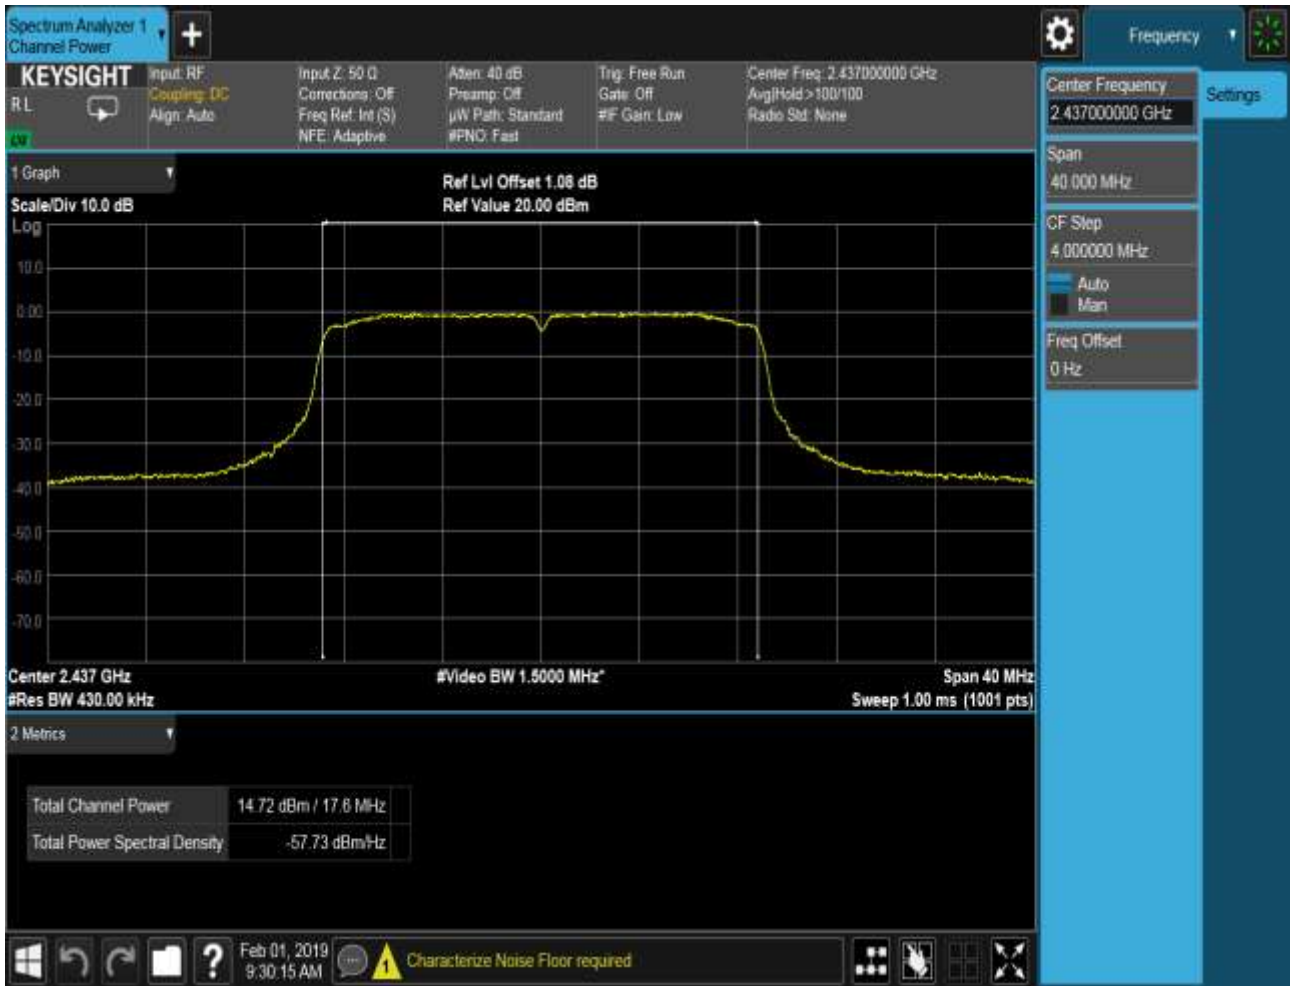 Spectrum Analyzer 1
Channel Power
+
Frequency
KEYSIGHT
R L
Input: RF
Coupling: DC
Align: Auto
Input Z: 50 Ω
Corrections: Off
Freq Ref: Int (S)
NFE: Adaptive
Atten: 40 dB
Preamp: Off
µW Path: Standard
#PNO: Fast
Trig: Free Run
Gate: Off
#IF Gain: Low
Center Freq: 2.437000000 GHz
Avg|Hold:>100/100
Radio Std: None
Center Frequency
2.437000000 GHz
Settings
Span
40.000 MHz
CF Step
4.000000 MHz
Auto
Man
Freq Offset
0 Hz
1 Graph
Scale/Div 10.0 dB
Ref Lvl Offset 1.08 dB
Ref Value 20.00 dBm
Log
10.0
0.00
-10.0
-20.0
-30.0
-40.0
-50.0
-60.0
-70.0
Center 2.437 GHz
#Res BW 430.00 kHz
#Video BW 1.5000 MHz*
Span 40 MHz
Sweep 1.00 ms (1001 pts)
2 Metrics
Total Channel Power 14.72 dBm / 17.6 MHz
Total Power Spectral Density -57.73 dBm/Hz
?
Feb 01, 2019
9:30:15 AM
1
Characterize Noise Floor required